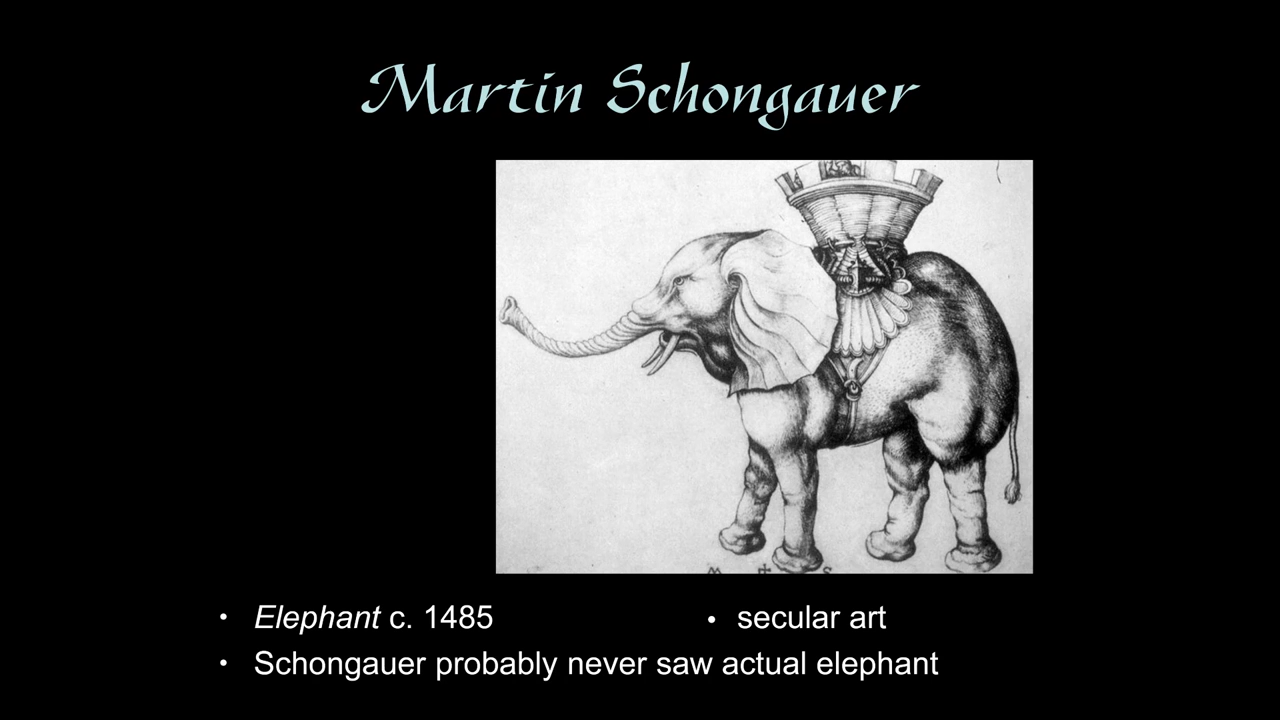 Martin Schongauer
• Elephant c. 1485
• secular art
• Schongauer probably never saw actual elephant
M † S